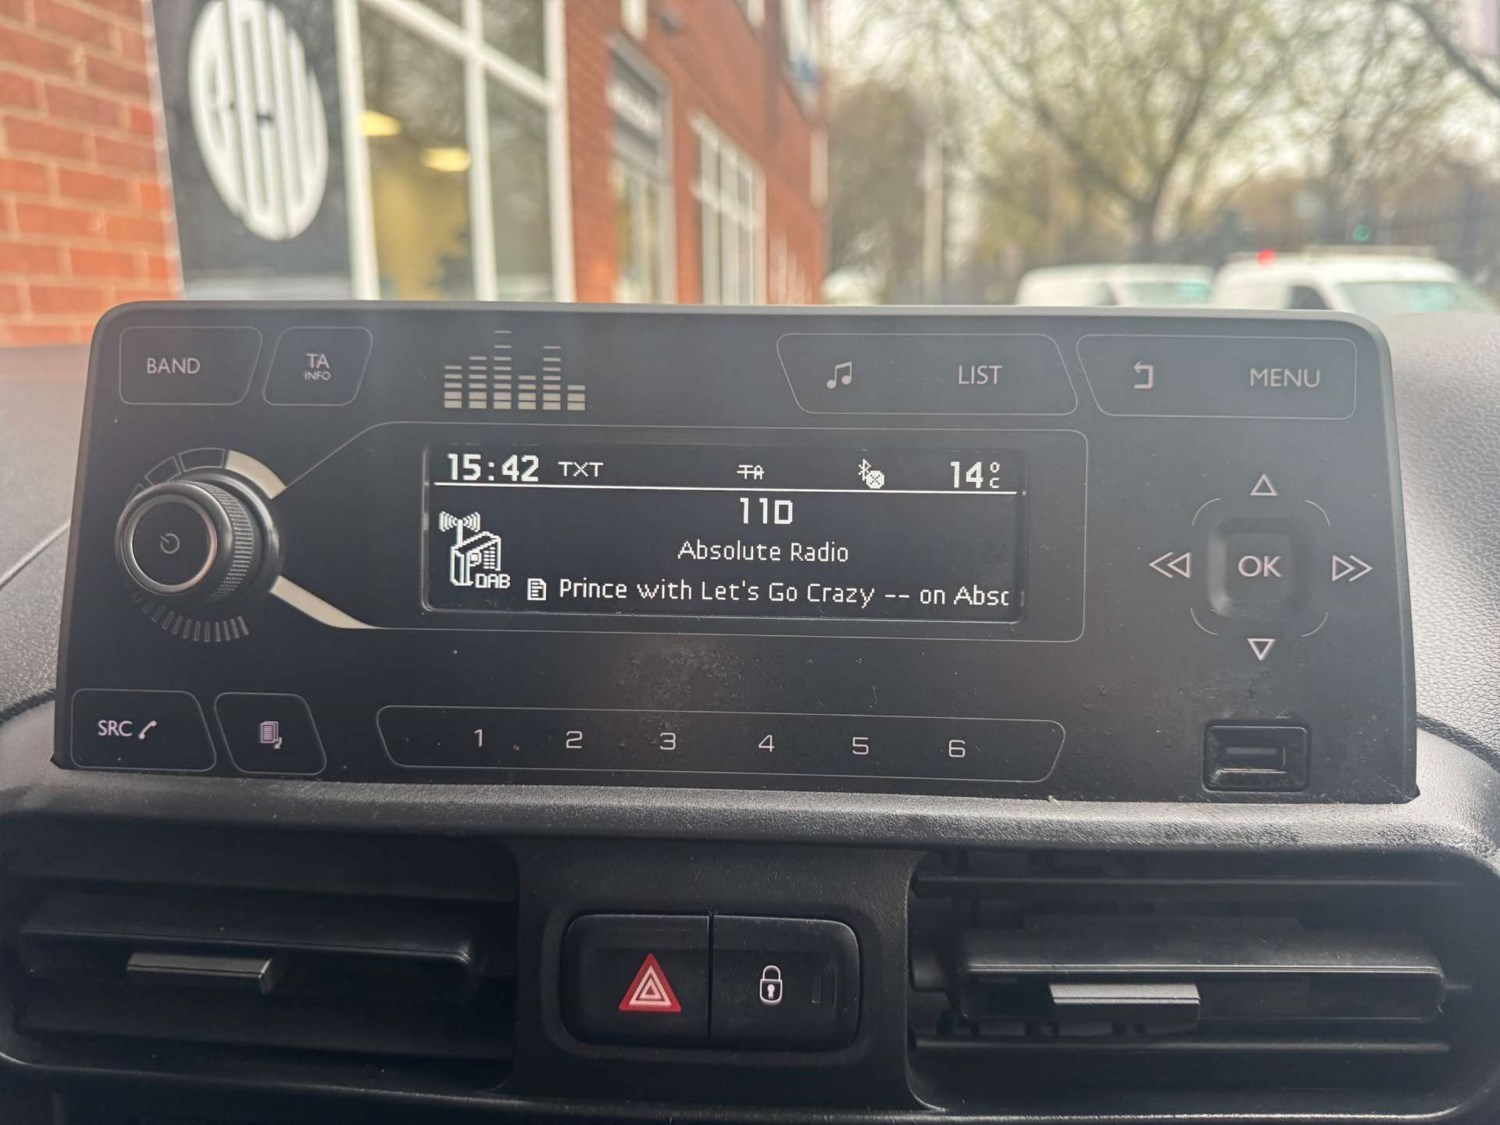 BAND
TA
INFO
LIST
MENU
15:42 TXT TA 14°C
11D
Absolute Radio
DAB
Prince with Let's Go Crazy -- on Abso
OK
SRC
1 2 3 4 5 6